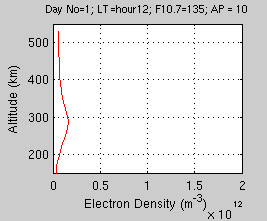 Day No=1; LT=hour12; F10.7=135; AP = 10
Altitude (km)
500
400
300
200
0
0.5
1
1.5
2
Electron Density (m-3)
× 10 12